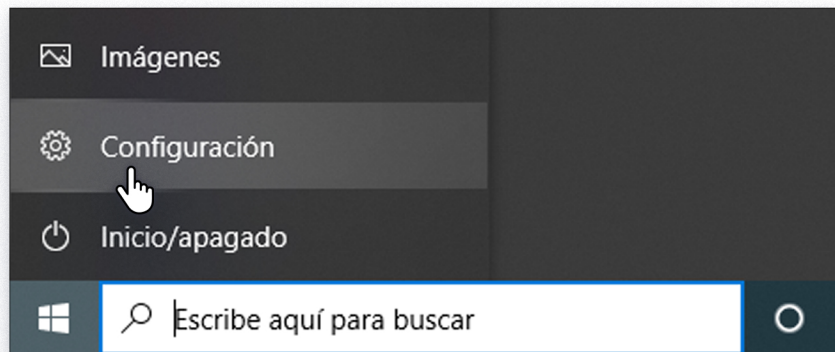 Imágenes
Configuración
Inicio/apagado
Escribe aquí para buscar